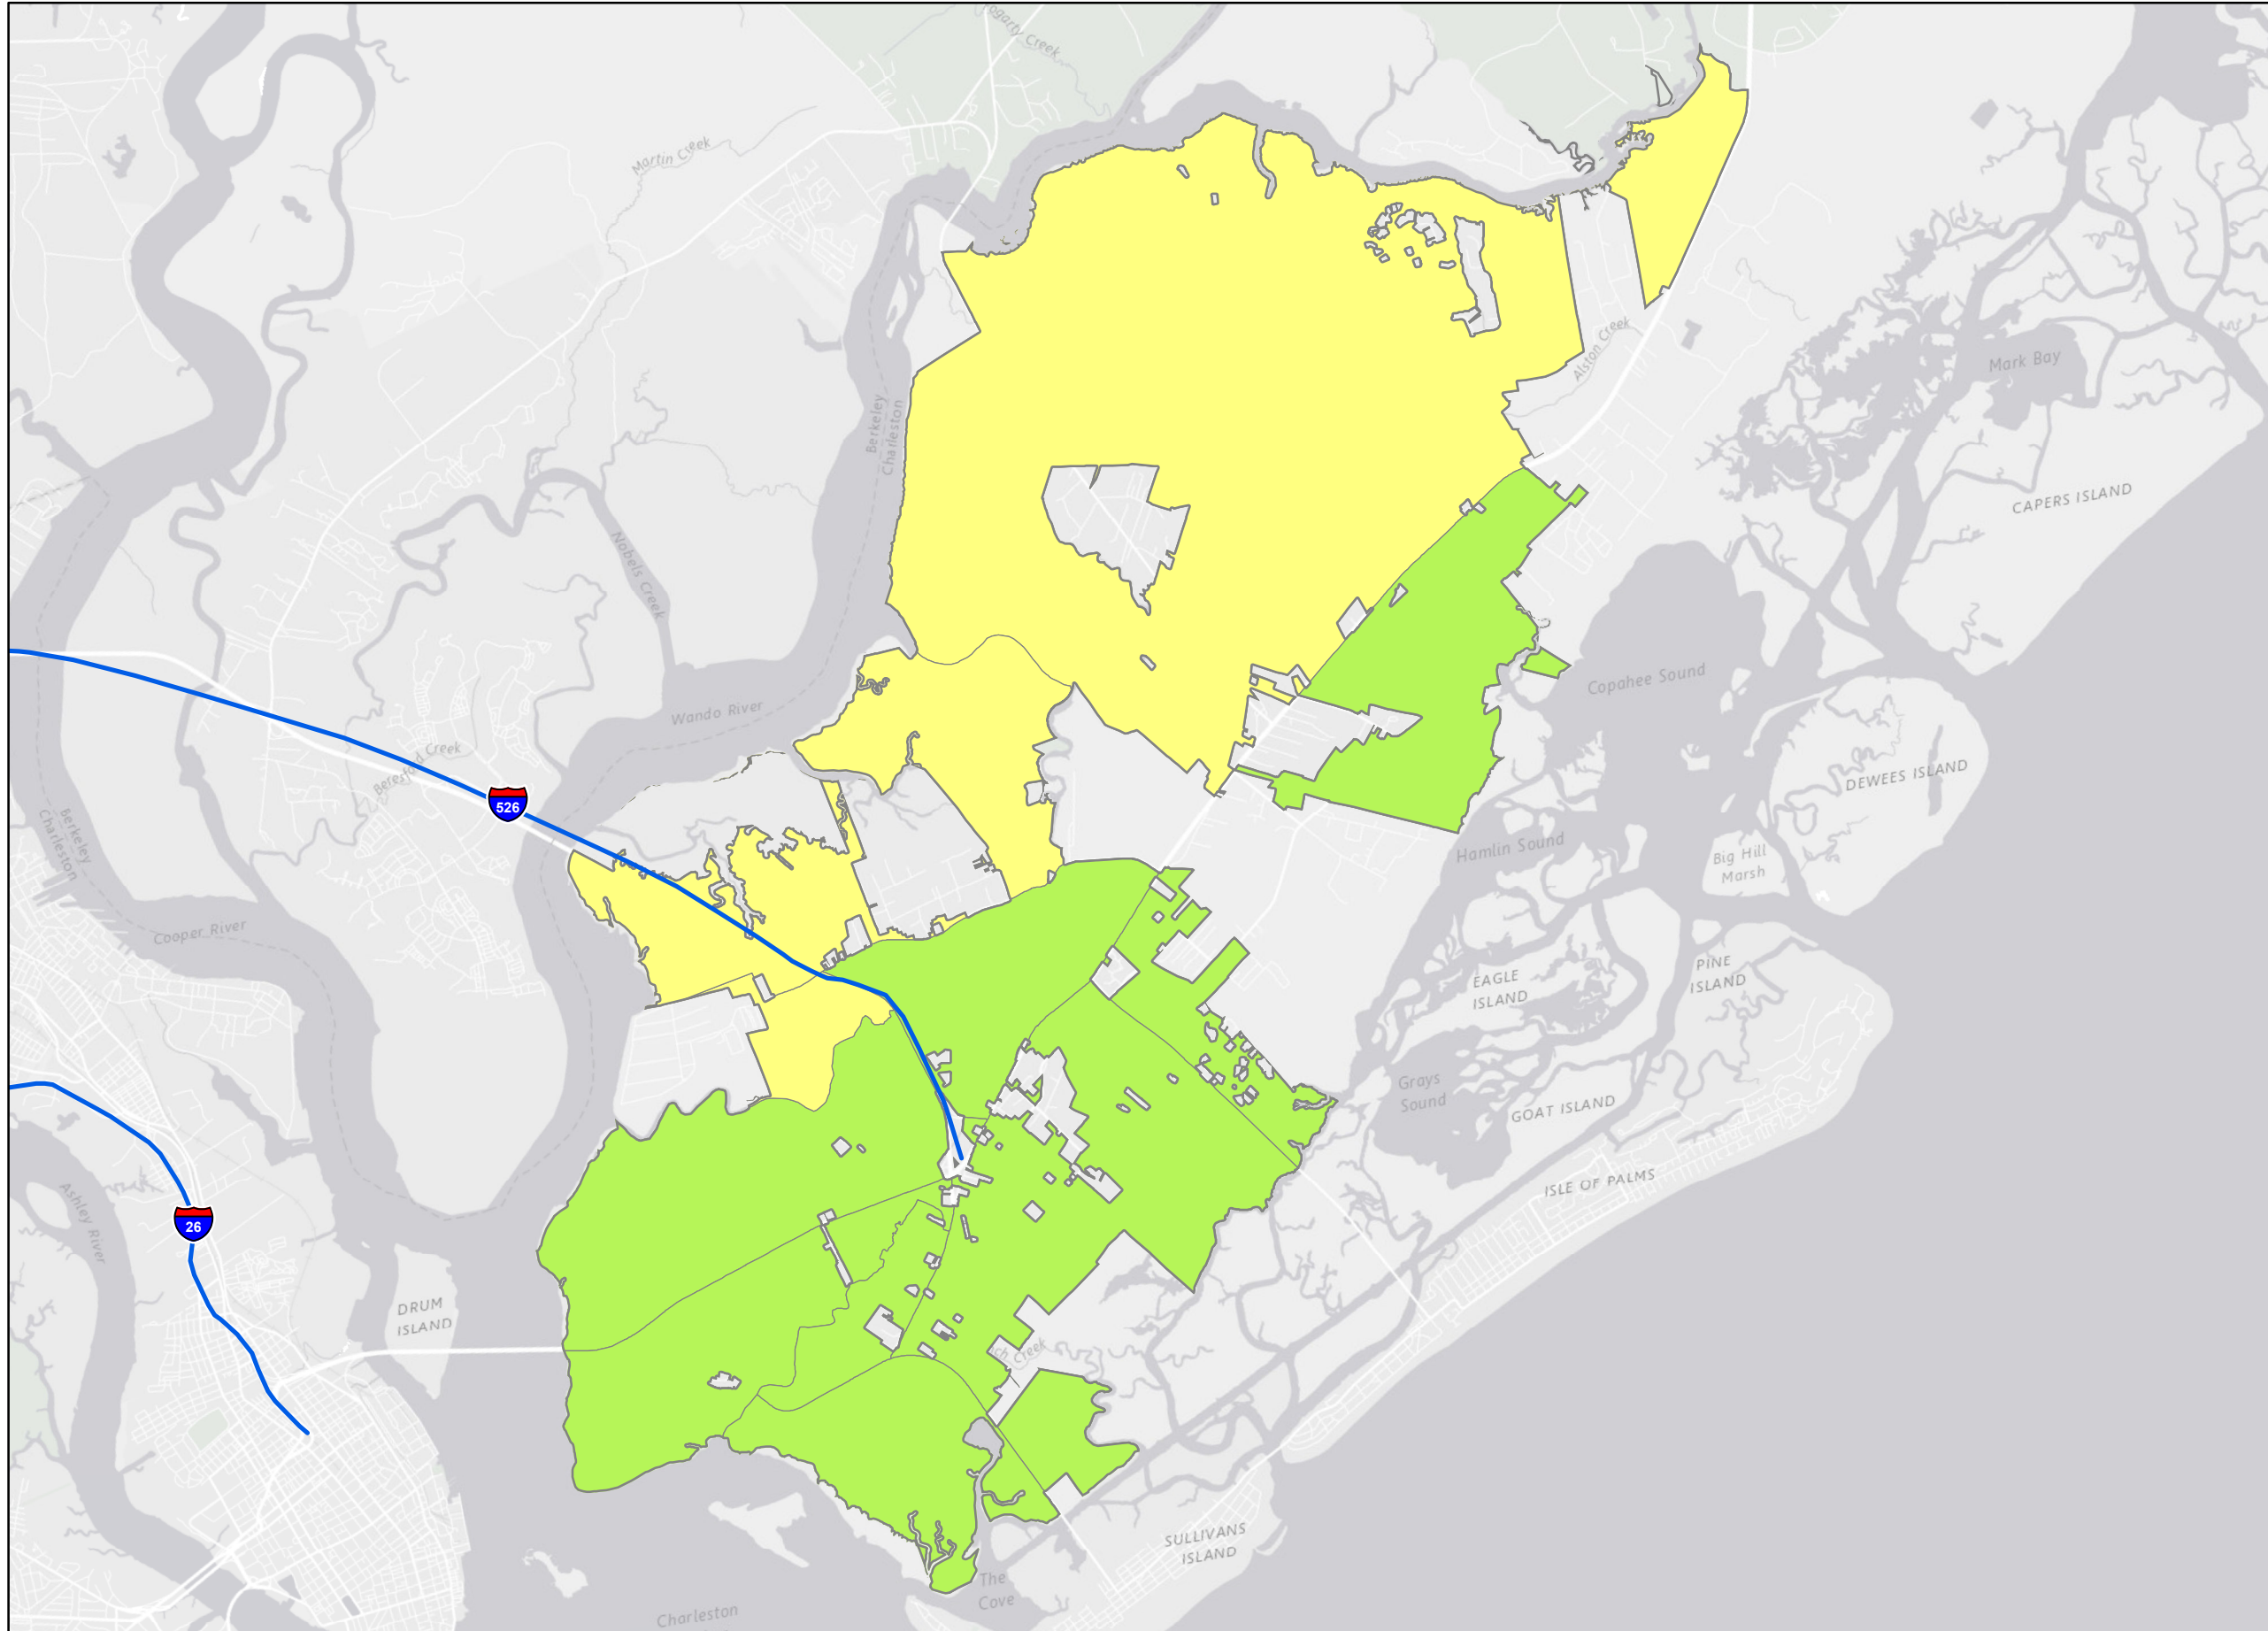 Fogarty Creek
Martin Creek
Alston Creek
Mark Bay
Berkeley
Charleston
CAPERS ISLAND
Nobels Creek
Copahee Sound
Wando River
Beresford Creek
526
DEWEES ISLAND
Berkeley
Charleston
Hamlin Sound
Big Hill
Marsh
Cooper River
PINE
ISLAND
EAGLE
ISLAND
Grays
Sound
GOAT ISLAND
Ashley River
ISLE OF PALMS
26
DRUM
ISLAND
ch Creek
SULLIVANS
ISLAND
The
Cove
Charleston